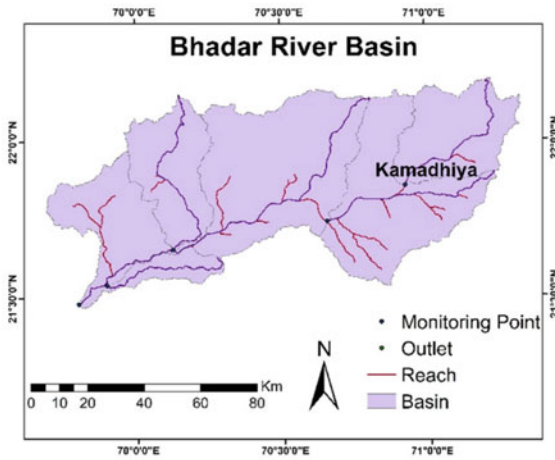 70°0'0"E 70°30'0"E 71°0'0"E
Bhadar River Basin
22°0'0"N
Kamadhiya
21°30'0"N
Monitoring Point
Outlet
Reach
Basin
N
Km
0 10 20 40 60 80
70°0'0"E 70°30'0"E 71°0'0"E